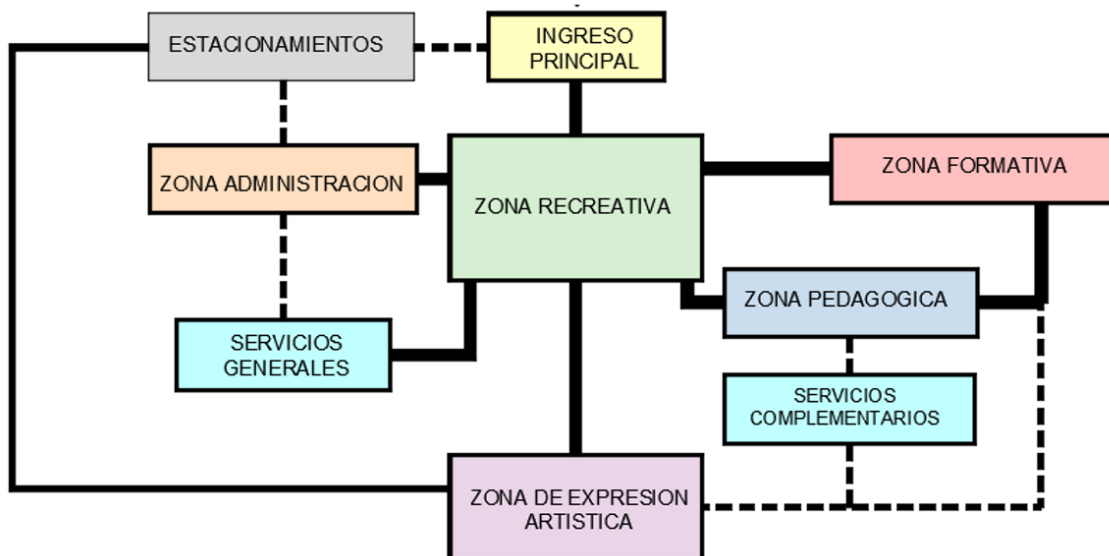 ESTACIONAMIENTOS
INGRESO
PRINCIPAL
ZONA ADMINISTRACION
ZONA RECREATIVA
ZONA FORMATIVA
ZONA PEDAGOGICA
SERVICIOS
GENERALES
SERVICIOS
COMPLEMENTARIOS
ZONA DE EXPRESION
ARTISTICA